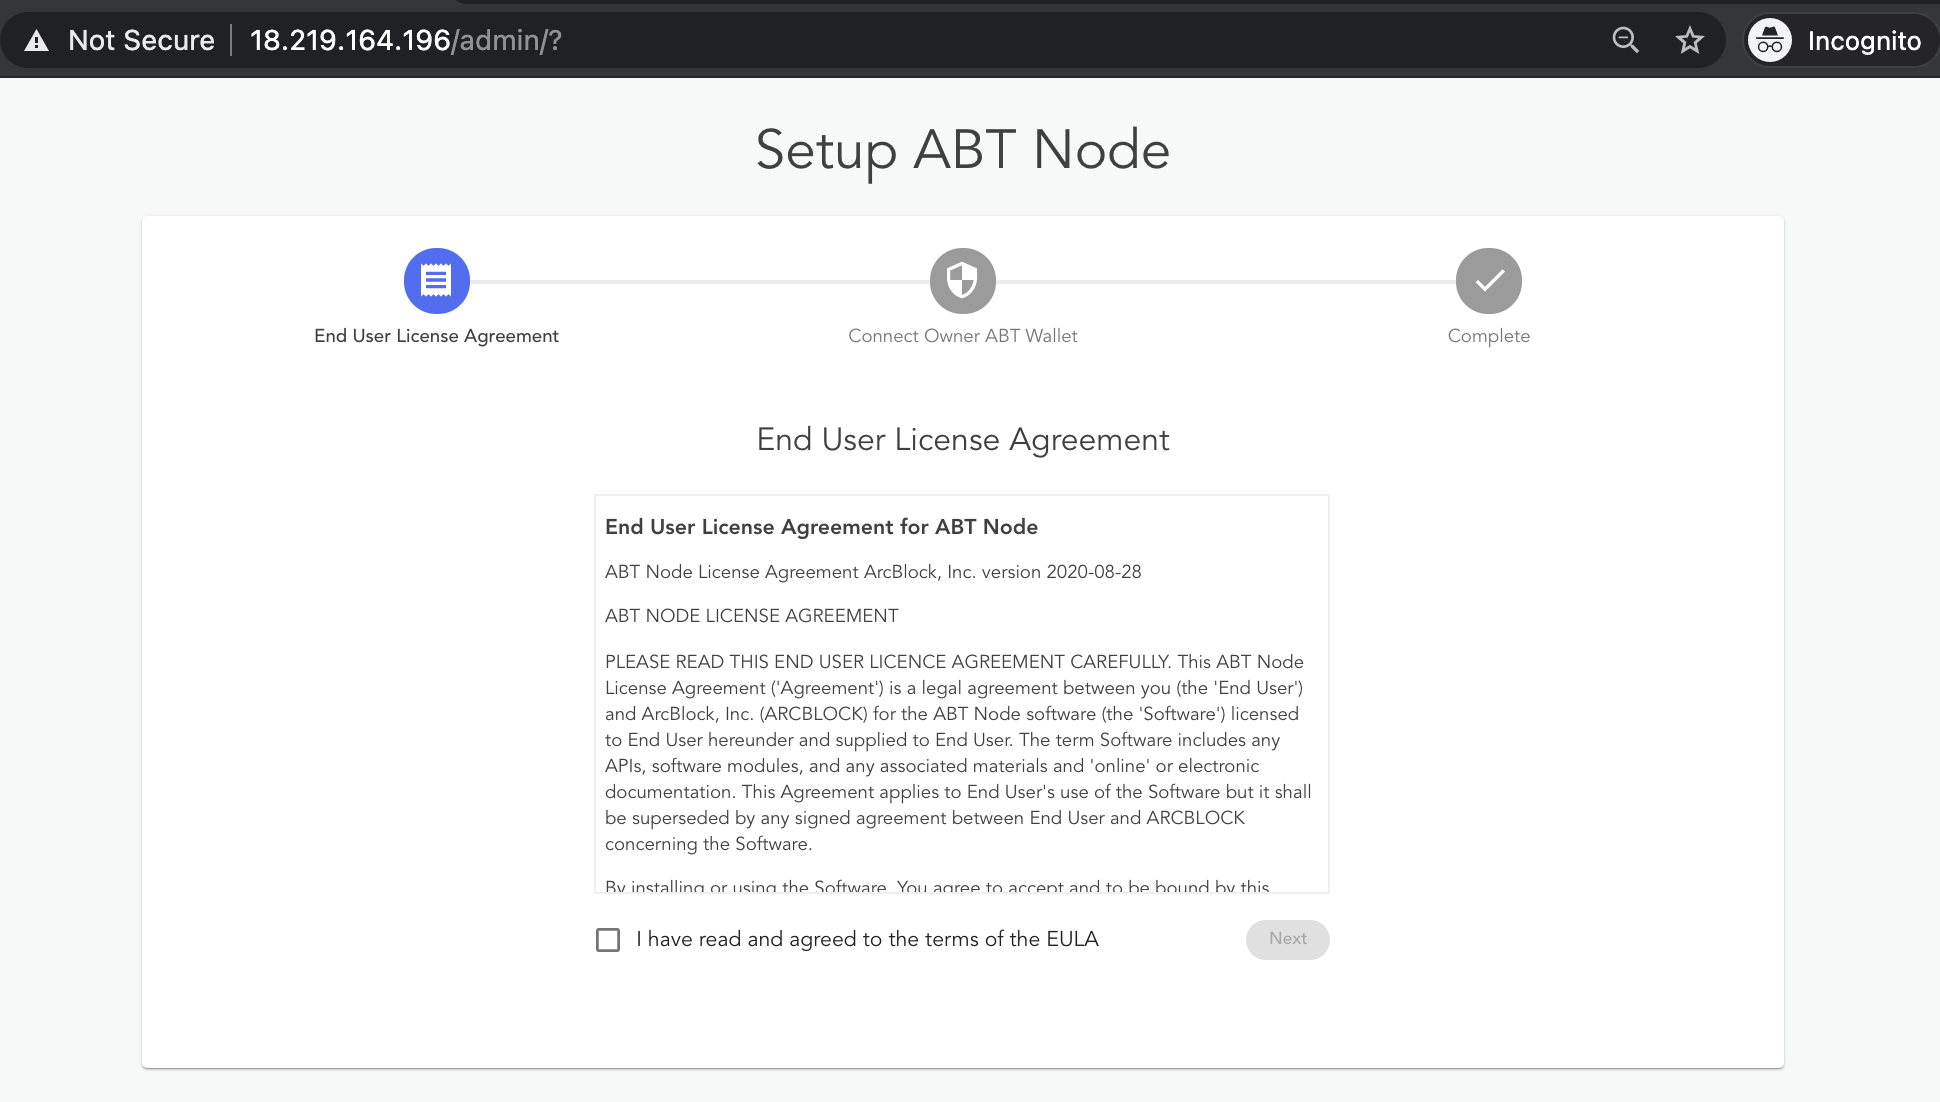 Not Secure
18.219.164.196/admin/?
Incognito
Setup ABT Node
End User License Agreement
Connect Owner ABT Wallet
Complete
End User License Agreement
End User License Agreement for ABT Node
ABT Node License Agreement ArcBlock, Inc. version 2020-08-28
ABT NODE LICENSE AGREEMENT
PLEASE READ THIS END USER LICENCE AGREEMENT CAREFULLY. This ABT Node
License Agreement ('Agreement') is a legal agreement between you (the 'End User')
and ArcBlock, Inc. (ARCBLOCK) for the ABT Node software (the 'Software') licensed
to End User hereunder and supplied to End User. The term Software includes any
APIs, software modules, and any associated materials and 'online' or electronic
documentation. This Agreement applies to End User's use of the Software but it shall
be superseded by any signed agreement between End User and ARCBLOCK
concerning the Software.
By installing or using the Software, You agree to accept and to be bound by this
I have read and agreed to the terms of the EULA
Next